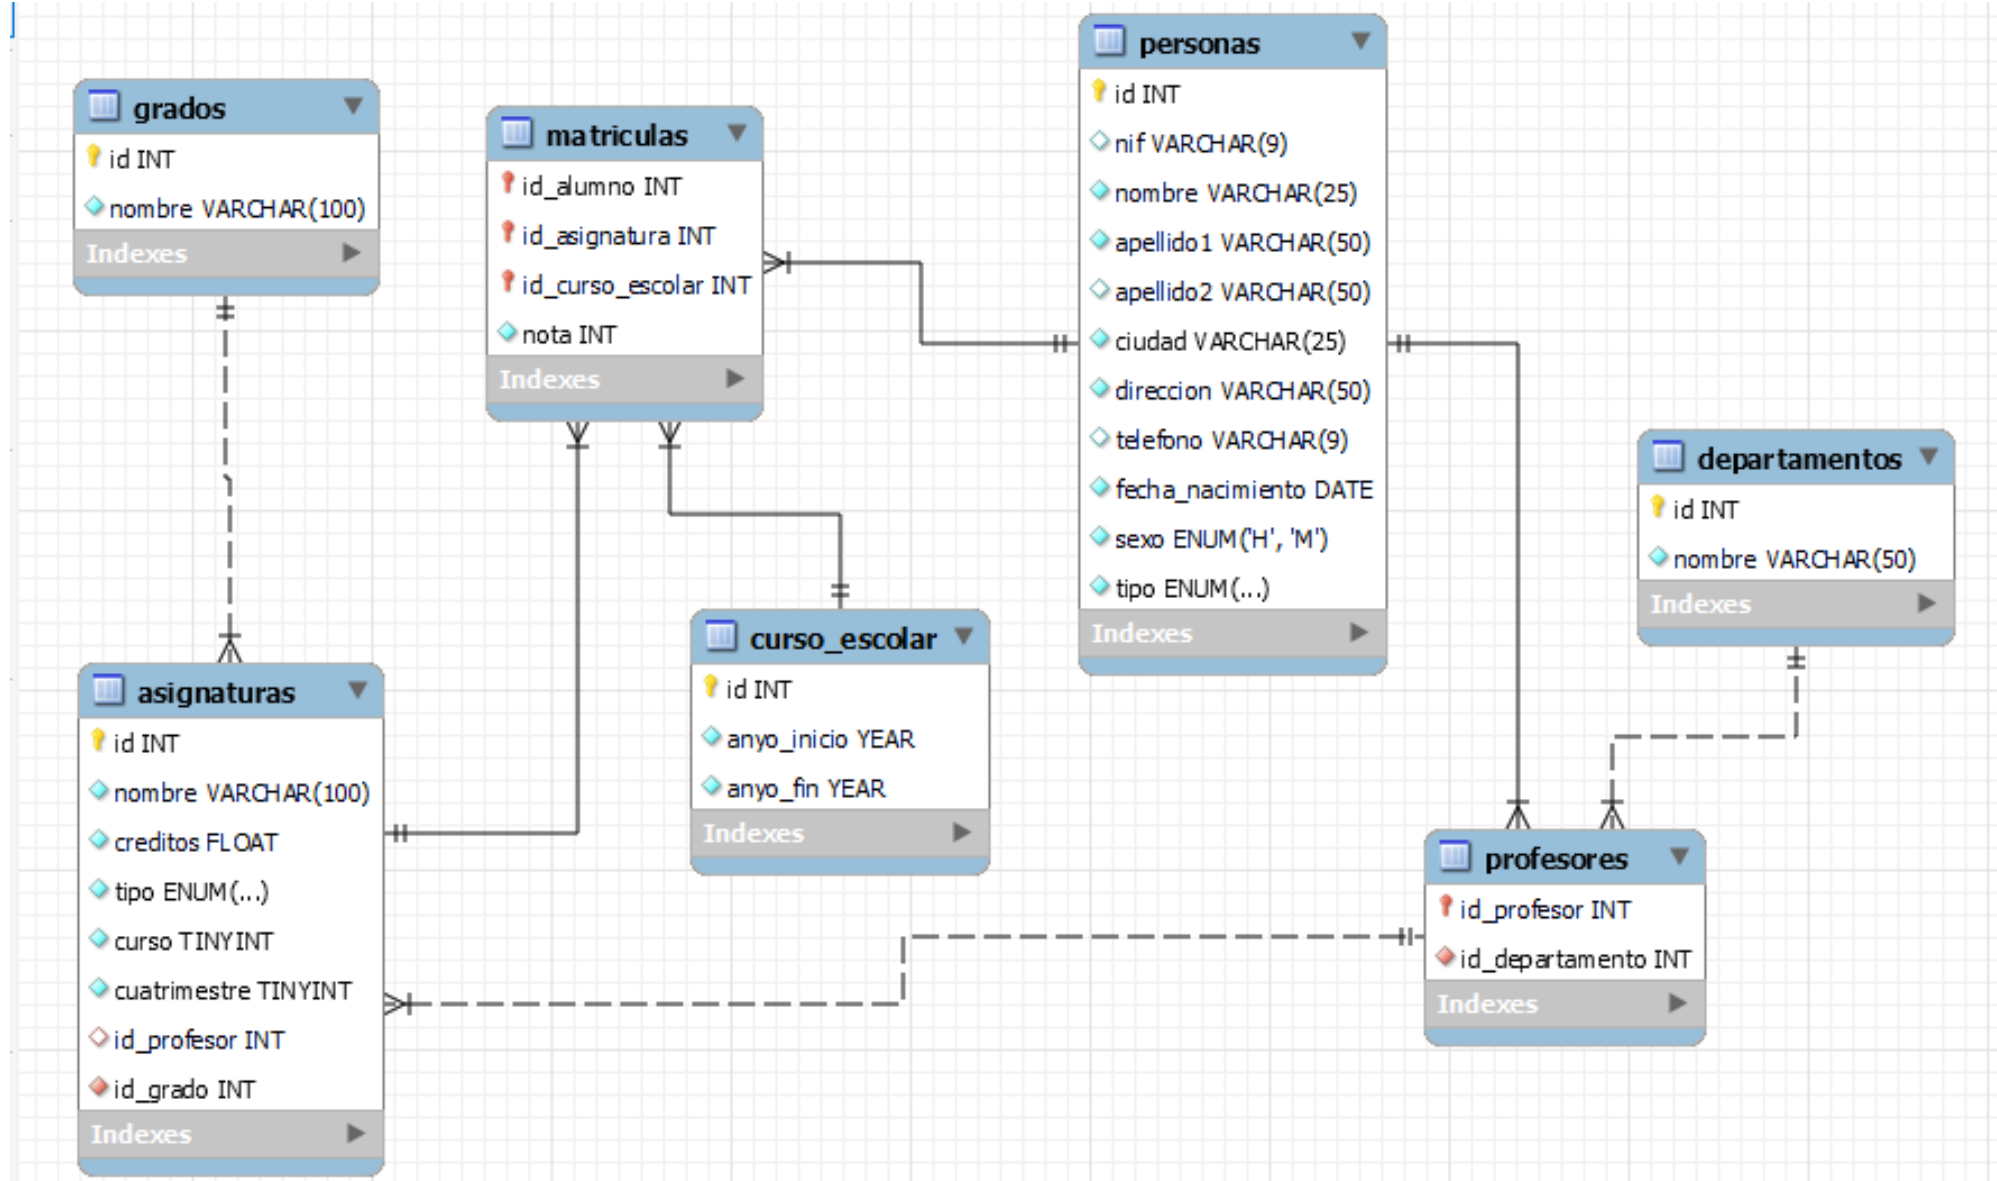 grados
id INT
nombre VARCHAR(100)
Indexes
matriculas
id_alumno INT
id_asignatura INT
id_curso_escolar INT
nota INT
Indexes
personas
id INT
nif VARCHAR(9)
nombre VARCHAR(25)
apellido1 VARCHAR(50)
apellido2 VARCHAR(50)
ciudad VARCHAR(25)
direccion VARCHAR(50)
telefono VARCHAR(9)
fecha_nacimiento DATE
sexo ENUM('H', 'M')
tipo ENUM(...)
Indexes
departamentos
id INT
nombre VARCHAR(50)
Indexes
asignaturas
id INT
nombre VARCHAR(100)
creditos FLOAT
tipo ENUM(...)
curso TINYINT
cuatrimestre TINYINT
id_profesor INT
id_grado INT
Indexes
curso_escolar
id INT
anyo_inicio YEAR
anyo_fin YEAR
Indexes
profesores
id_profesor INT
id_departamento INT
Indexes